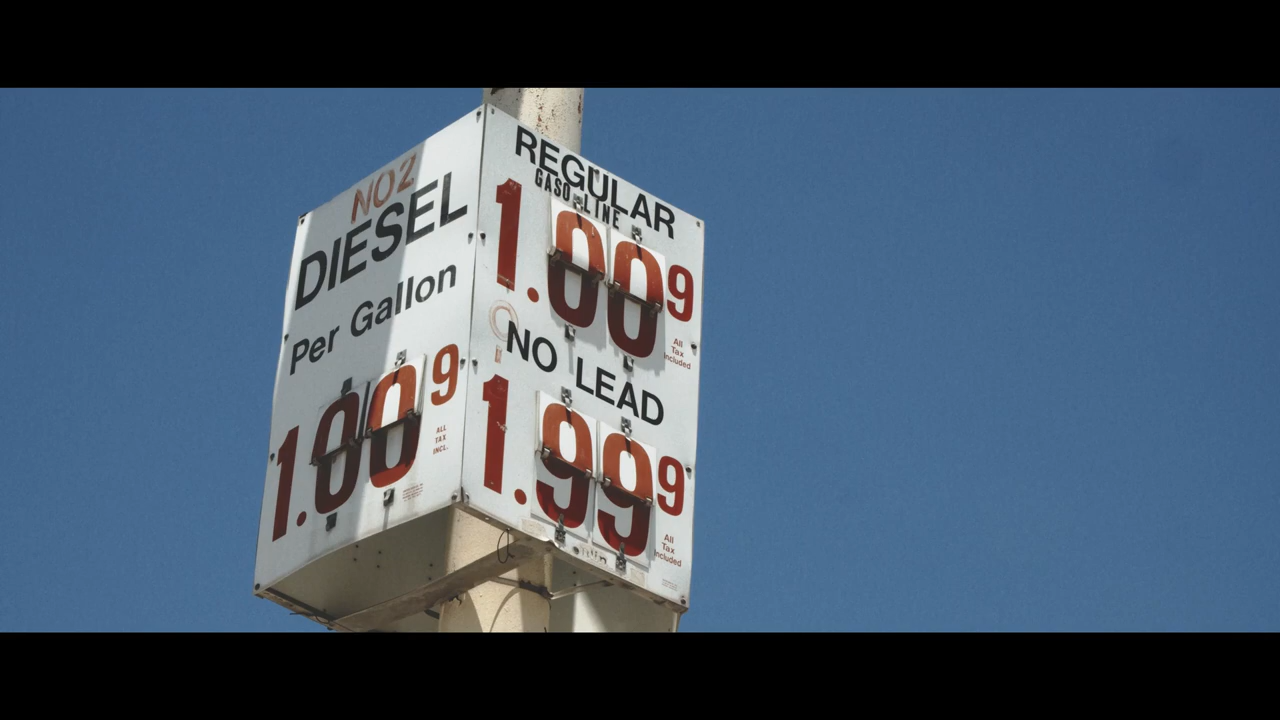 NO2
DIESEL
Per Gallon
1.009
ALL
TAX
INCL.
REGULAR
GASOLINE
1.009
All
Tax
Included
NO LEAD
1.999
All
Tax
Included